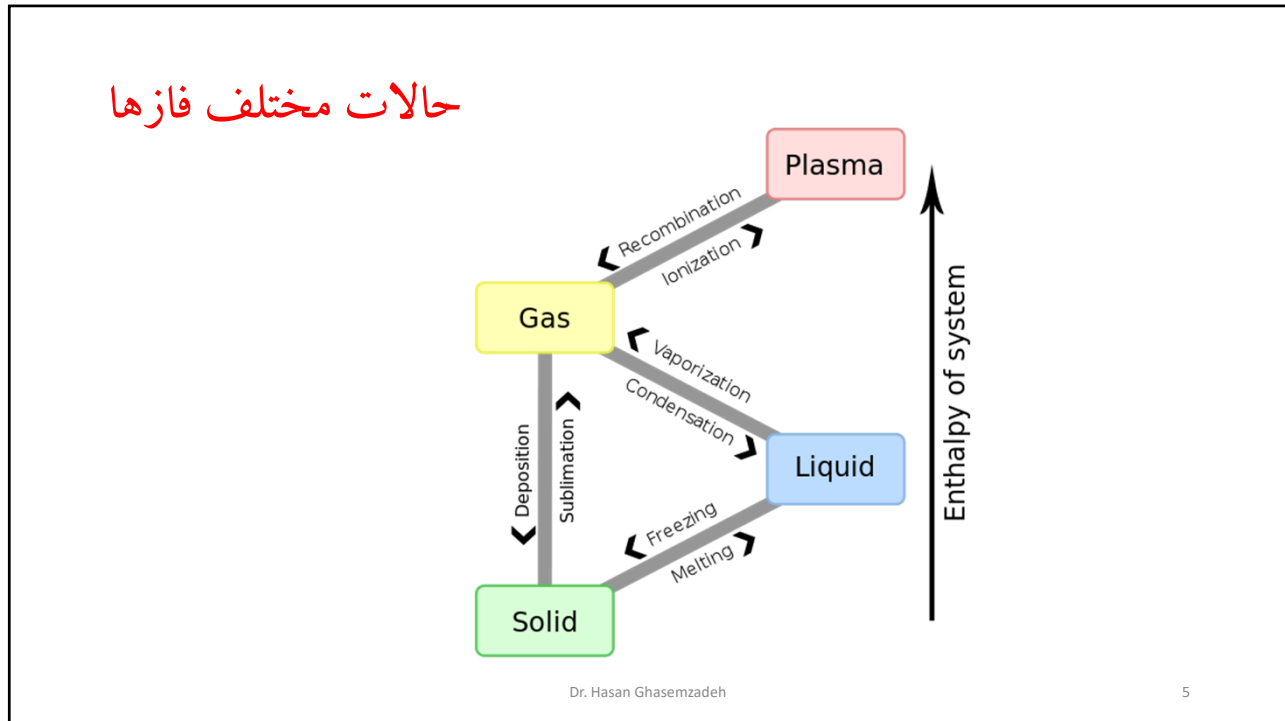 حالات مختلف فازها
Plasma
Recombination
Ionization
Gas
Vaporization
Condensation
Enthalpy of system
Deposition
Sublimation
Liquid
Freezing
Melting
Solid
Dr. Hasan Ghasemzadeh
5